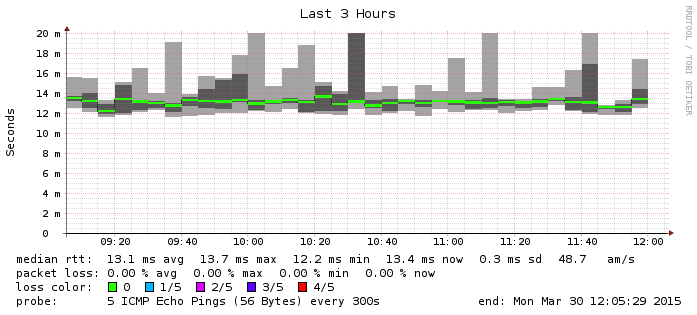 Last 3 Hours
RRDTOOL / TOBI OETIKER
Seconds
20 m
18 m
16 m
14 m
12 m
10 m
8 m
6 m
4 m
2 m
0
09:20 09:40 10:00 10:20 10:40 11:00 11:20 11:40 12:00
median rtt: 13.1 ms avg 13.7 ms max 12.2 ms min 13.4 ms now 0.3 ms sd 48.7 am/s
packet loss: 0.00 % avg 0.00 % max 0.00 % min 0.00 % now
loss color: 0 1/5 2/5 3/5 4/5
probe: 5 ICMP Echo Pings (56 Bytes) every 300s end: Mon Mar 30 12:05:29 2015